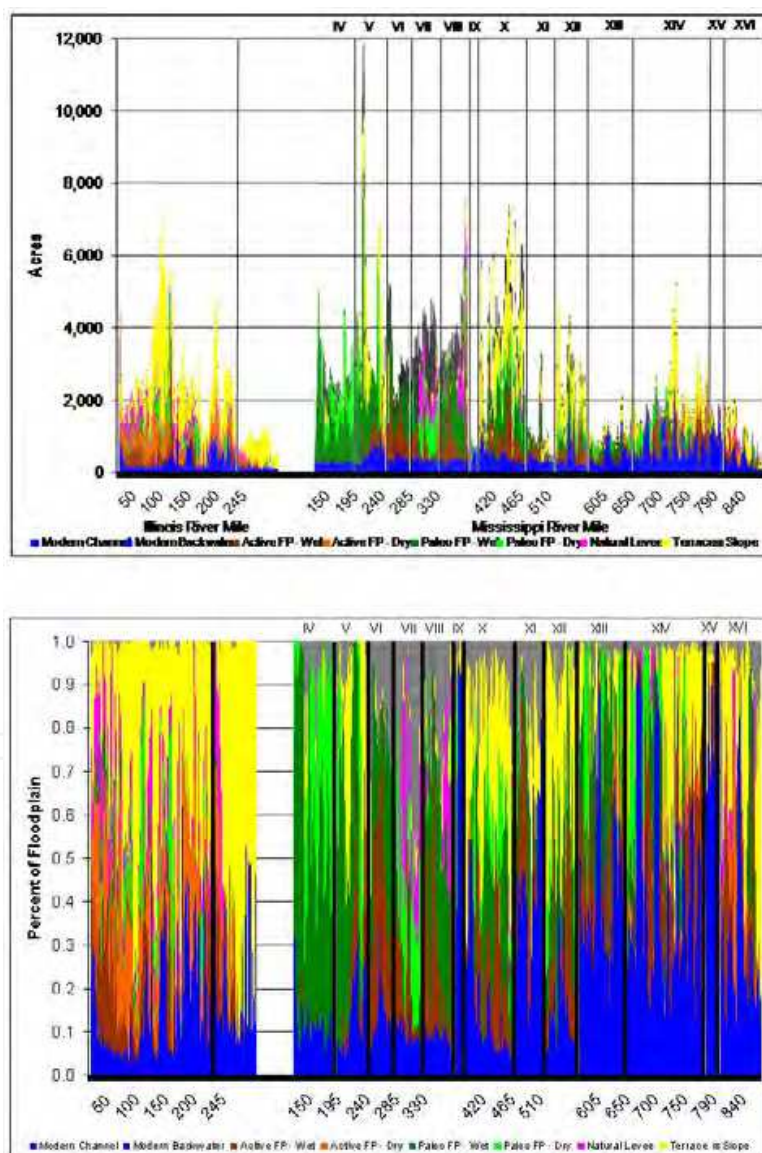 IV V VI VII VIII IX X XI XII XIII XIV XV XVI
12,000
10,000
8,000
6,000
4,000
2,000
0
Acres
50 100 150 200 245 150 195 240 285 330 420 465 510 605 650 700 750 790 840
Illinois River Mile Mississippi River Mile
Modern Channel Modern Backwater Active FP - Wet Active FP - Dry Paleo FP - Wet Paleo FP - Dry Natural Levee Terrace
IV V VI VII VIII IX X XI XII XIII XIV XV XVI
1.0
0.9
0.8
0.7
0.6
0.5
0.4
0.3
0.2
0.1
0.0
Percent of Floodplain
50 100 150 200 245 150 195 240 285 330 420 465 510 605 650 700 750 790 840
Modern Channel Modern Backwater Active FP - Wet Active FP - Dry Paleo FP - Wet Paleo FP - Dry Natural Levee